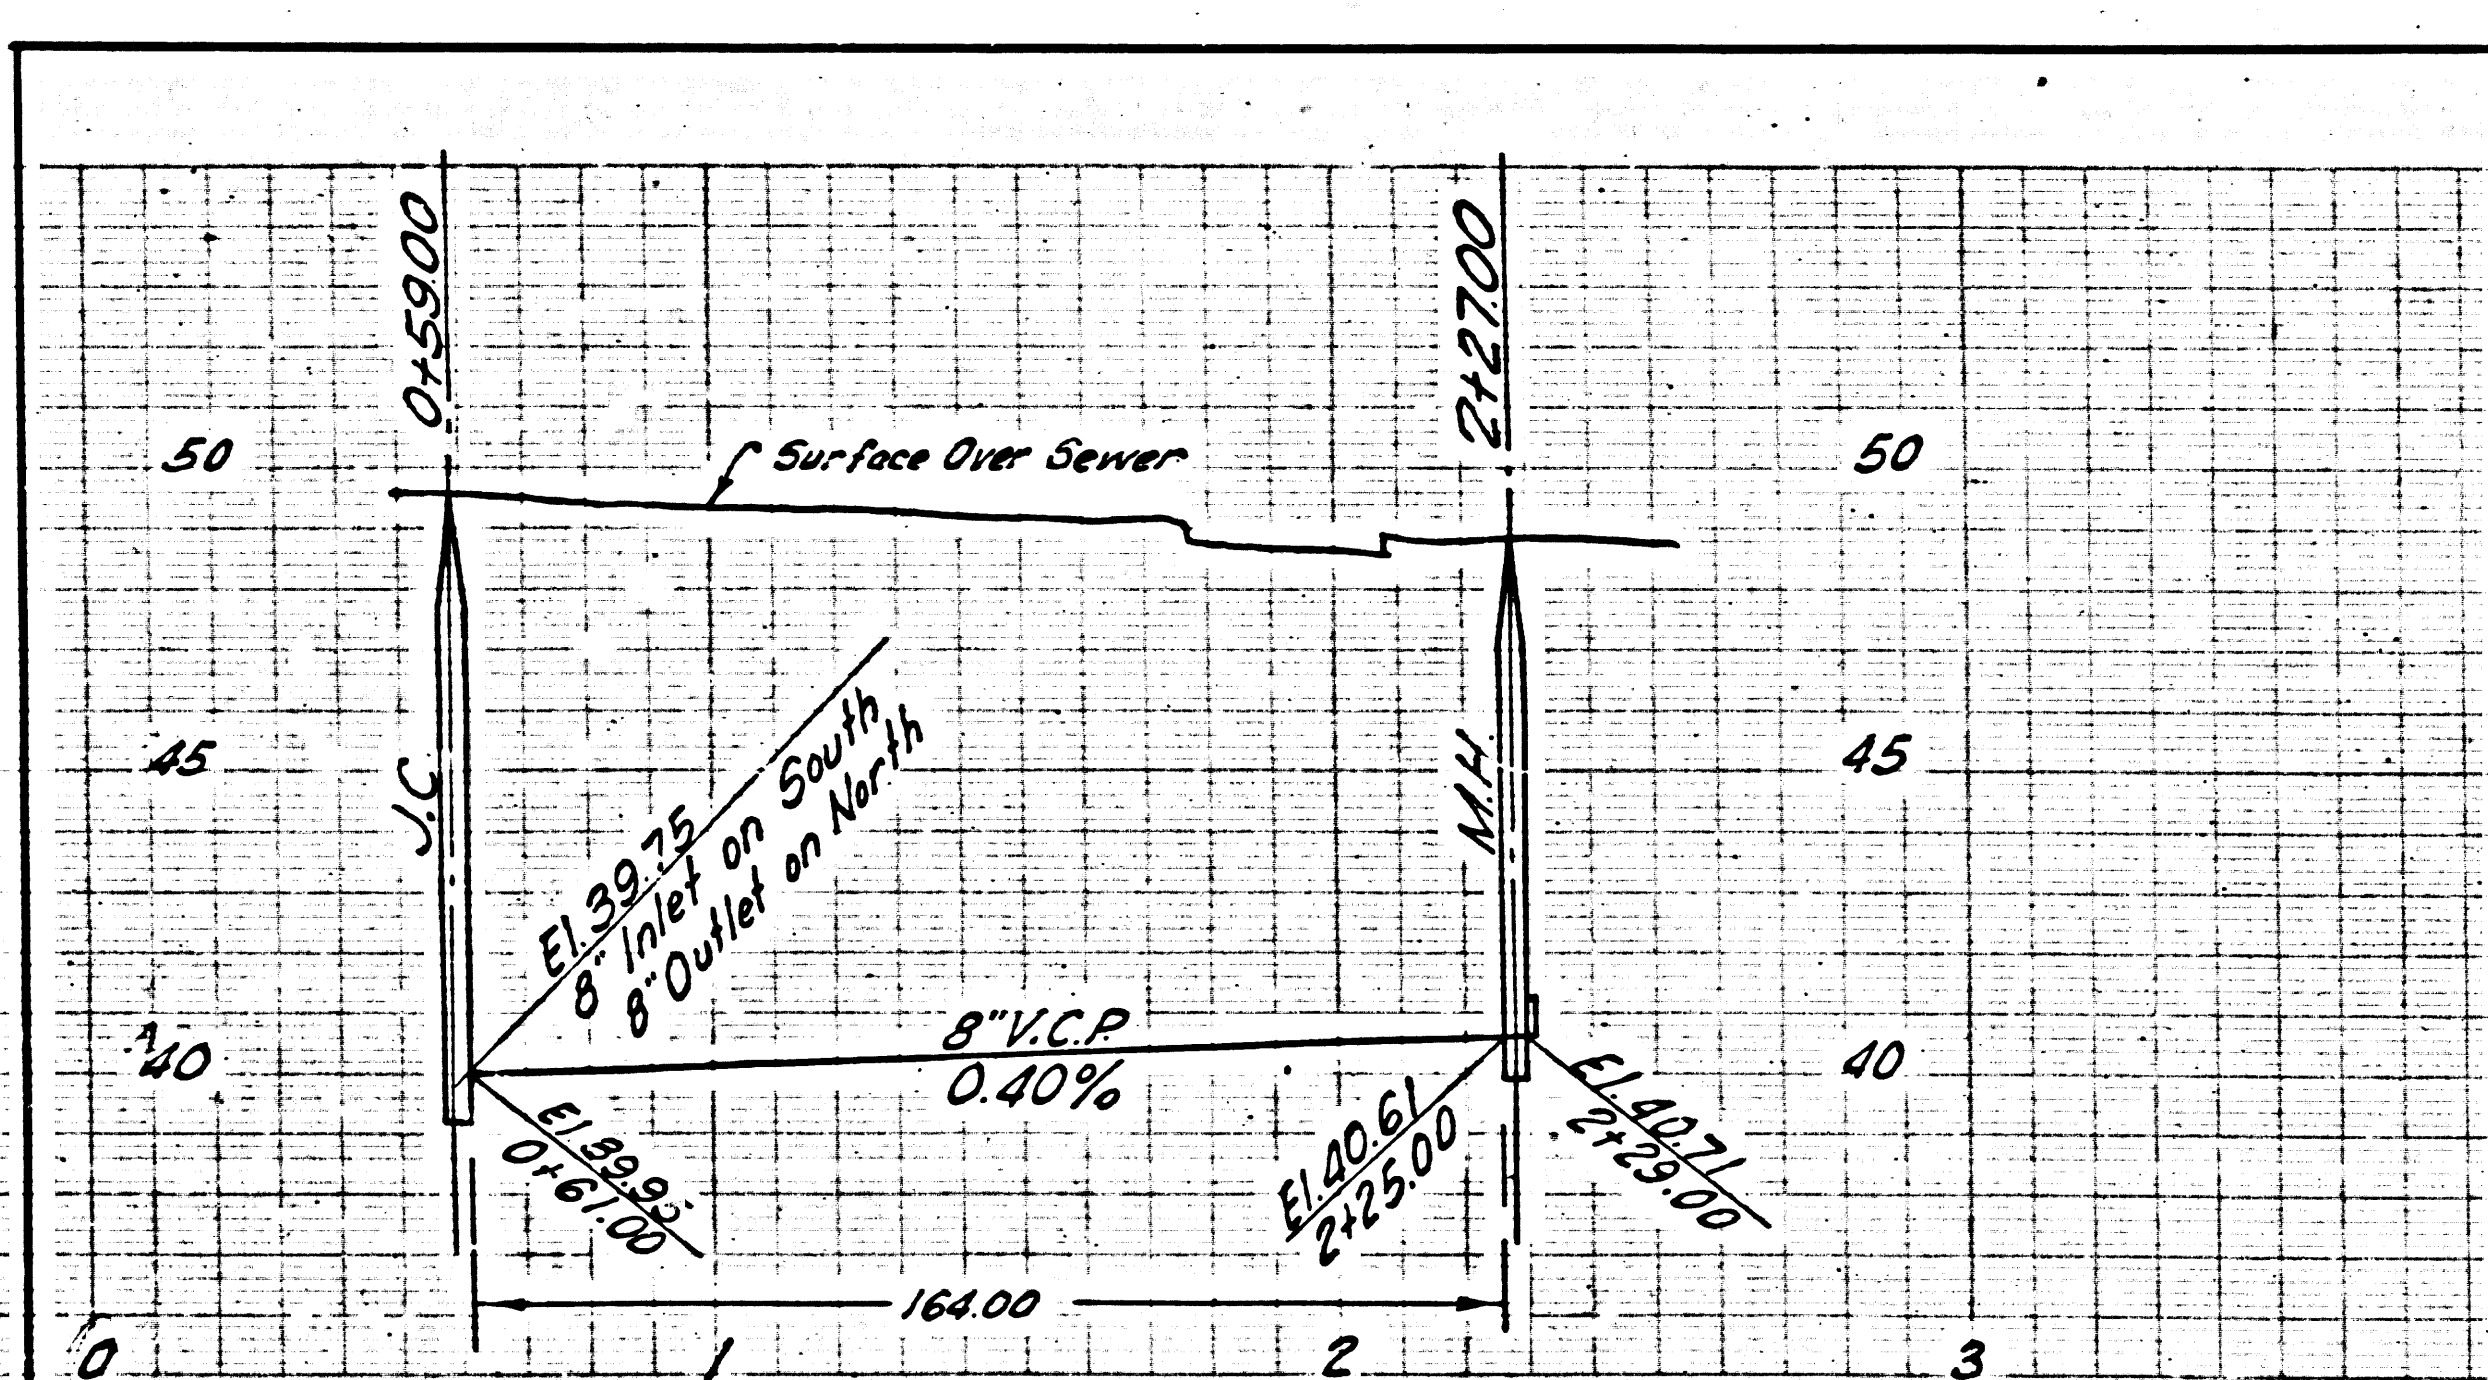 0+59.00
2+27.00
50
Surface Over Sewer
50
45
J.C.
M.H.
45
El. 39.75
8" Inlet on South
8" Outlet on North
40
8" V.C.P.
0.40%
40
El. 39.95
0+61.00
El. 40.61
2+25.00
El. 40.71
2+29.00
164.00
0
1
2
3